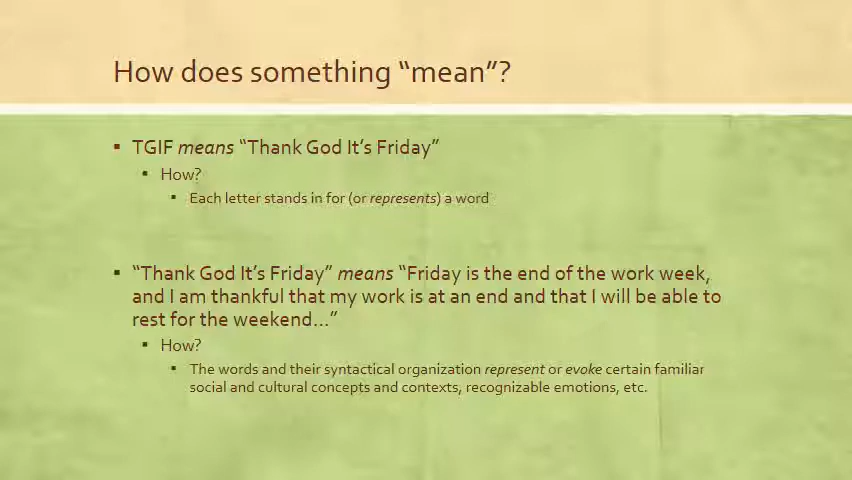 How does something “mean”?
▪ TGIF means “Thank God It’s Friday”
▪ How?
▪ Each letter stands in for (or represents) a word
▪ “Thank God It’s Friday” means “Friday is the end of the work week,
and I am thankful that my work is at an end and that I will be able to
rest for the weekend…”
▪ How?
▪ The words and their syntactical organization represent or evoke certain familiar
social and cultural concepts and contexts, recognizable emotions, etc.